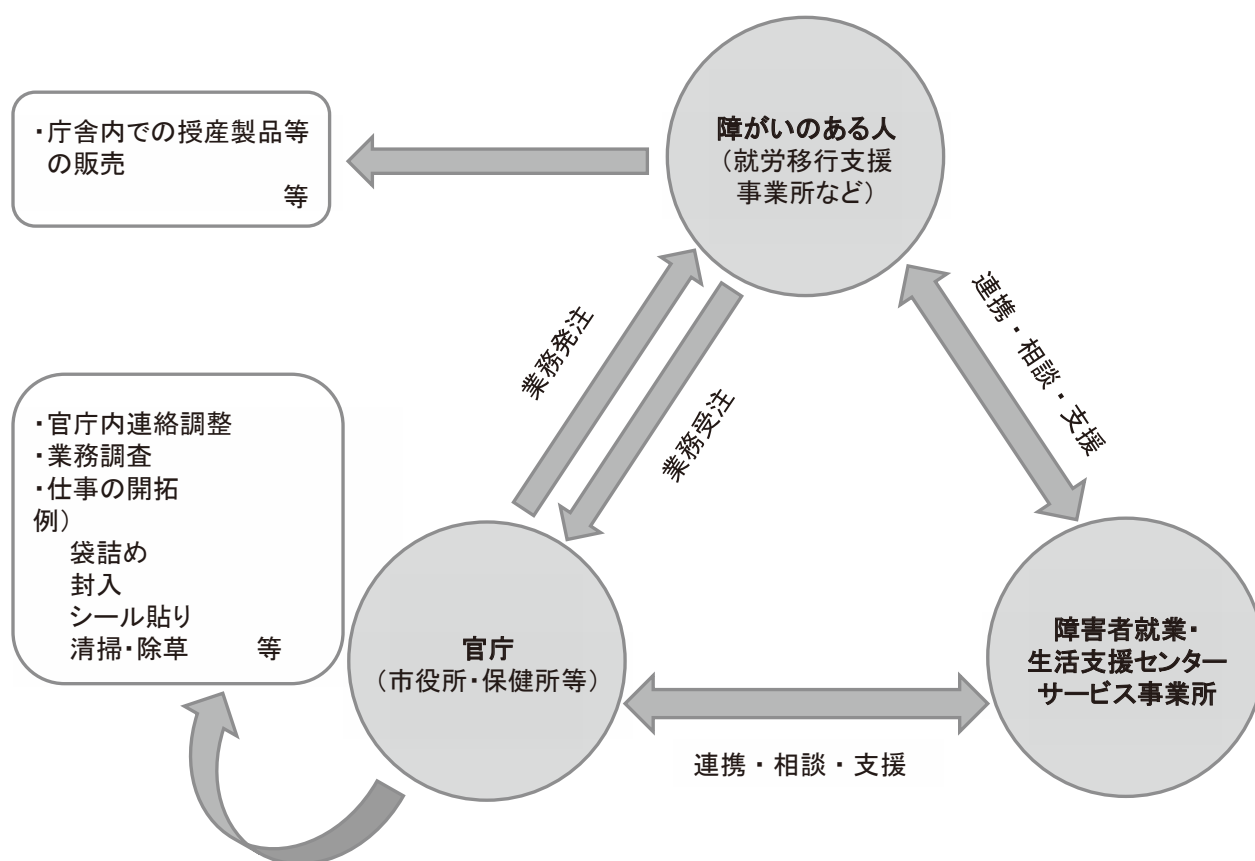 ・庁舎内での授産製品等
の販売
等
障がいのある人
（就労移行支援
事業所など）
業務発注
業務受注
連携・相談・支援
・官庁内連絡調整
・業務調査
・仕事の開拓
例）
袋詰め
封入
シール貼り
清掃・除草　　等
官庁
（市役所・保健所等）
障害者就業・
生活支援センター
サービス事業所
連携・相談・支援